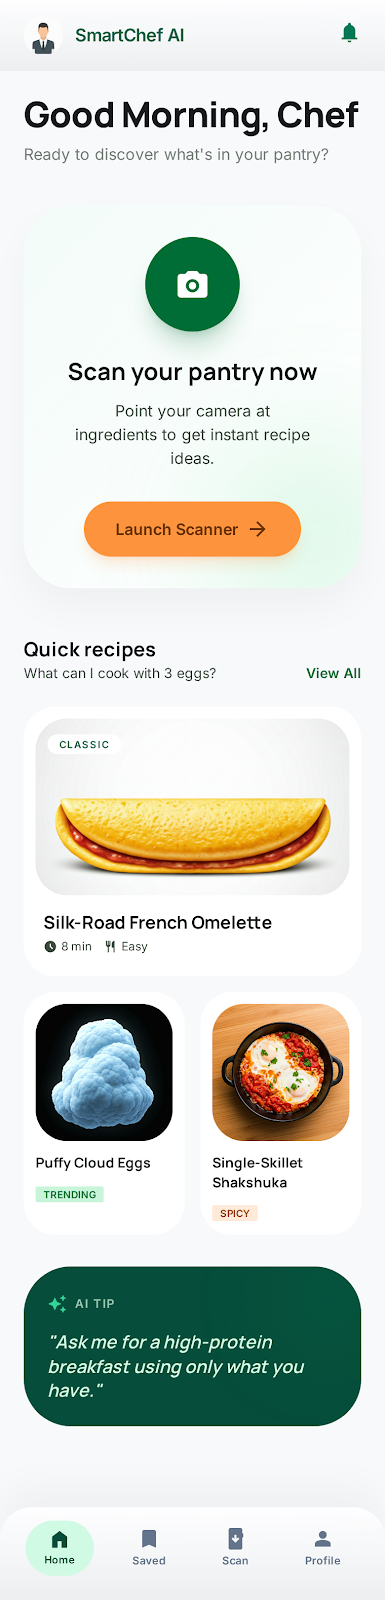 SmartChef AI
Good Morning, Chef
Ready to discover what's in your pantry?
Scan your pantry now
Point your camera at
ingredients to get instant recipe
ideas.
Launch Scanner
Quick recipes
What can I cook with 3 eggs?
View All
CLASSIC
Silk-Road French Omelette
8 min
Easy
Puffy Cloud Eggs
TRENDING
Single-Skillet
Shakshuka
SPICY
AI TIP
"Ask me for a high-protein
breakfast using only what you
have."
Home
Saved
Scan
Profile